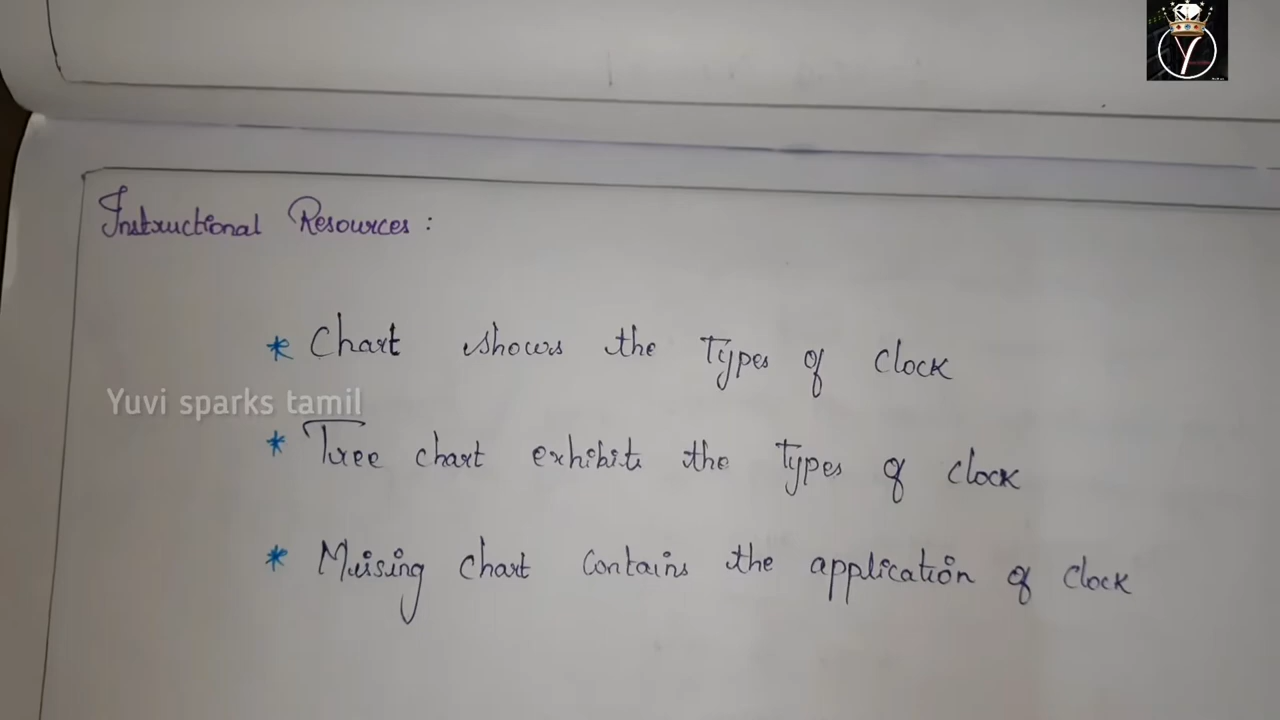 Y
Instructional Resources :
* Chart shows the Types of clock
Yuvi sparks tamil
* Tree chart exhibit the Types of clock
* Muising chart contains the application of clock